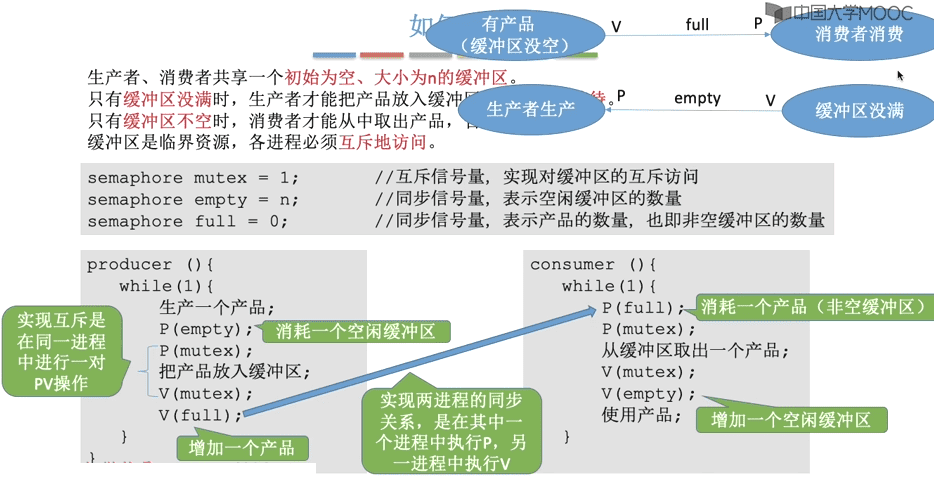 中国大学MOOC
如
有产品
（缓冲区没空）
V
full
P
消费者消费
生产者生产
P
empty
V
缓冲区没满
生产者、消费者共享一个初始为空、大小为n的缓冲区。
只有缓冲区没满时，生产者才能把产品放入缓冲区
待。
只有缓冲区不空时，消费者才能从中取出产品，
缓冲区是临界资源，各进程必须互斥地访问。
semaphore mutex = 1; //互斥信号量，实现对缓冲区的互斥访问
semaphore empty = n; //同步信号量，表示空闲缓冲区的数量
semaphore full = 0; //同步信号量，表示产品的数量，也即非空缓冲区的数量
producer (){
while(1){
生产一个产品;
P(empty);
消耗一个空闲缓冲区
P(mutex);
把产品放入缓冲区;
V(mutex);
V(full);
增加一个产品
}
}
实现互斥是
在同一进程
中进行一对
PV操作
实现两进程的同步
关系，是在其中一
个进程中执行P，另
一进程中执行V
consumer (){
while(1){
P(full);
消耗一个产品（非空缓冲区）
P(mutex);
从缓冲区取出一个产品;
V(mutex);
V(empty);
增加一个空闲缓冲区
使用产品;
}